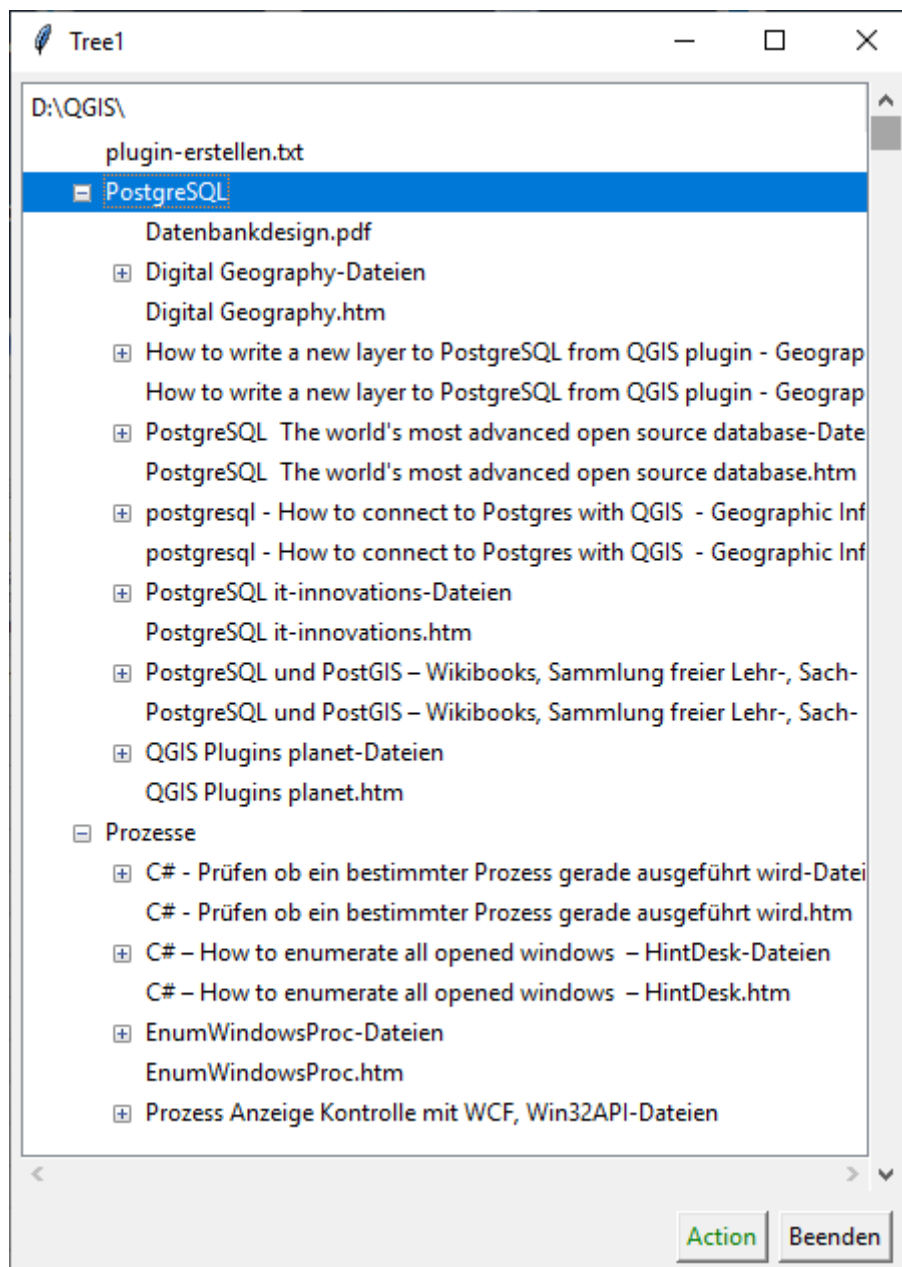 Tree1
D:\QGIS\
plugin-erstellen.txt
PostgreSQL
Datenbankdesign.pdf
Digital Geography-Dateien
Digital Geography.htm
How to write a new layer to PostgreSQL from QGIS plugin - Geograp
How to write a new layer to PostgreSQL from QGIS plugin - Geograp
PostgreSQL  The world's most advanced open source database-Date
PostgreSQL  The world's most advanced open source database.htm
postgresql - How to connect to Postgres with QGIS  - Geographic Inf
postgresql - How to connect to Postgres with QGIS  - Geographic Inf
PostgreSQL it-innovations-Dateien
PostgreSQL it-innovations.htm
PostgreSQL und PostGIS – Wikibooks, Sammlung freier Lehr-, Sach-
PostgreSQL und PostGIS – Wikibooks, Sammlung freier Lehr-, Sach-
QGIS Plugins planet-Dateien
QGIS Plugins planet.htm
Prozesse
C# - Prüfen ob ein bestimmter Prozess gerade ausgeführt wird-Datei
C# - Prüfen ob ein bestimmter Prozess gerade ausgeführt wird.htm
C# – How to enumerate all opened windows  – HintDesk-Dateien
C# – How to enumerate all opened windows  – HintDesk.htm
EnumWindowsProc-Dateien
EnumWindowsProc.htm
Prozess Anzeige Kontrolle mit WCF, Win32API-Dateien
Action Beenden